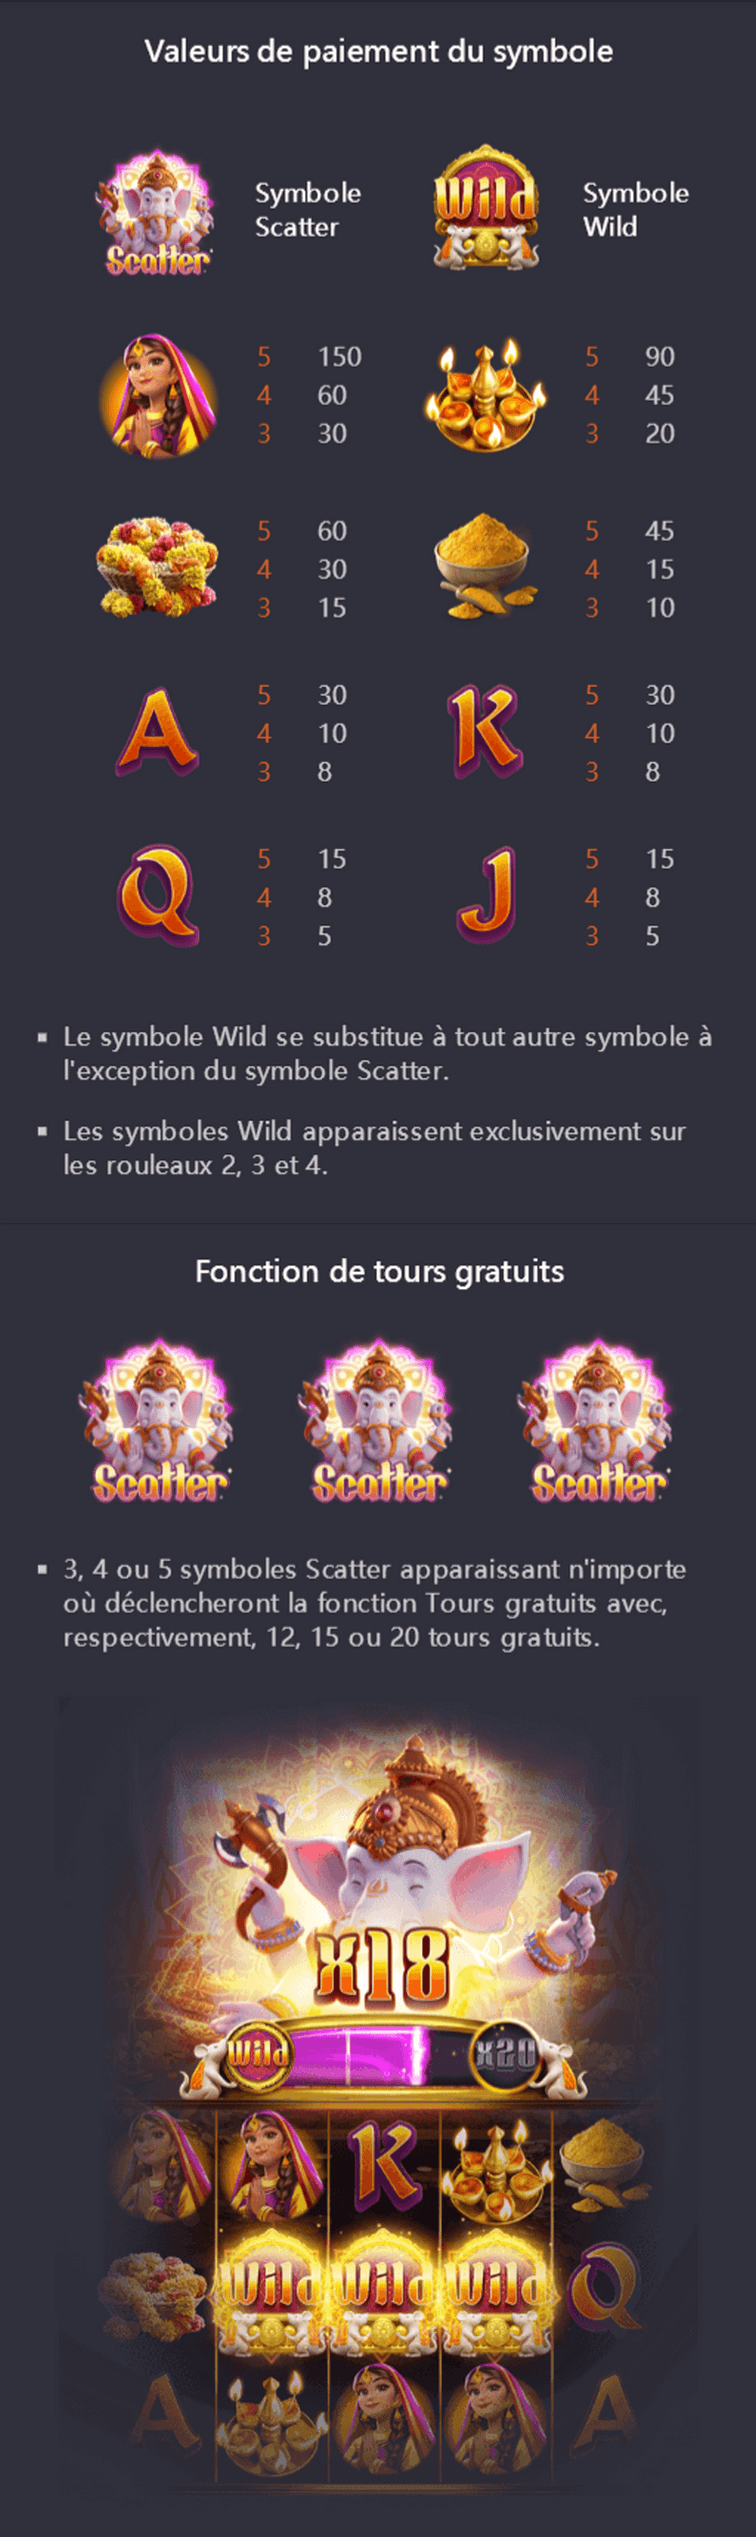 Valeurs de paiement du symbole
Scatter
Symbole
Scatter
Wild
Symbole
Wild
5 150
4 60
3 30
5 90
4 45
3 20
5 60
4 30
3 15
5 45
4 15
3 10
A
5 30
4 10
3 8
K
5 30
4 10
3 8
Q
5 15
4 8
3 5
J
5 15
4 8
3 5
Le symbole Wild se substitue à tout autre symbole à
l'exception du symbole Scatter.
Les symboles Wild apparaissent exclusivement sur
les rouleaux 2, 3 et 4.
Fonction de tours gratuits
Scatter Scatter Scatter
3, 4 ou 5 symboles Scatter apparaissant n'importe
où déclencheront la fonction Tours gratuits avec,
respectivement, 12, 15 ou 20 tours gratuits.
x18
Wild x20
K
Wild Wild Wild Q
A A